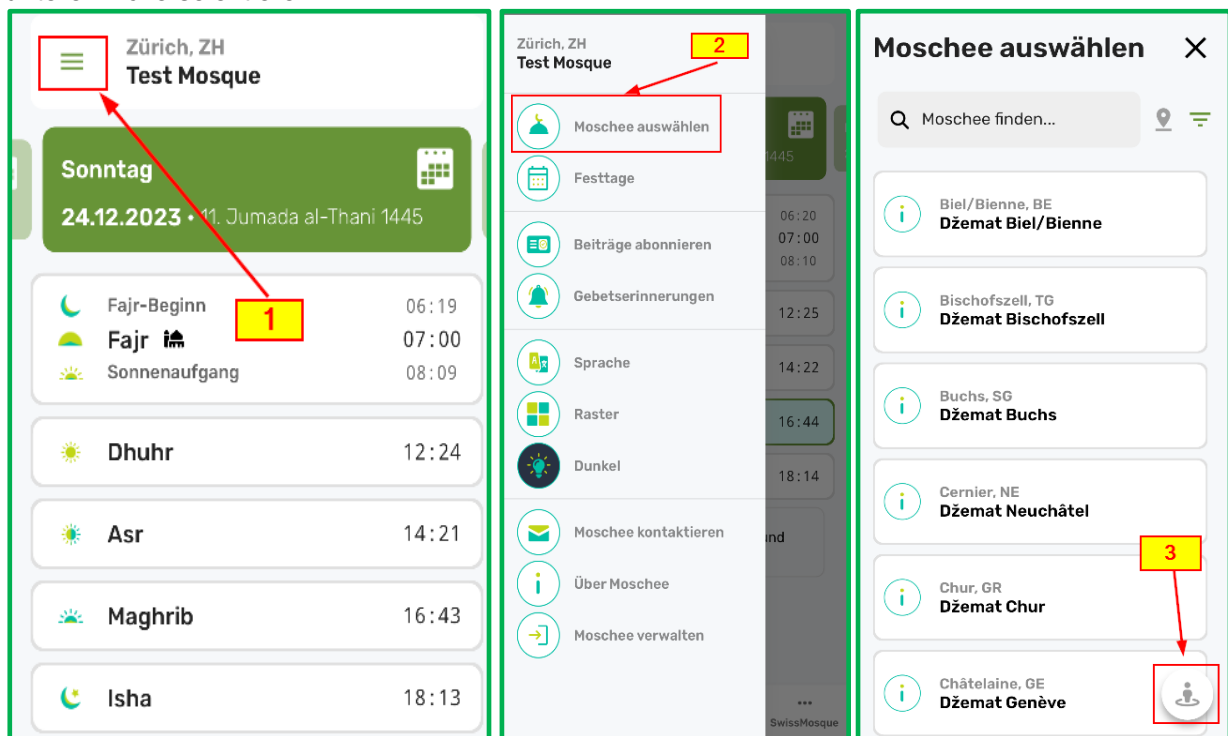 Zürich, ZH
Test Mosque
Sonntag
24.12.2023 • 11. Jumada al-Thani 1445
Fajr-Beginn 06:19
1
Fajr 07:00
Sonnenaufgang 08:09
Dhuhr 12:24
Asr 14:21
Maghrib 16:43
Isha 18:13
Zürich, ZH
2
Test Mosque
Moschee auswählen
1445
Festtage
06:20
Beiträge abonnieren 07:00
08:10
Gebetserinnerungen
12:25
Sprache
14:22
Raster
16:44
Dunkel
18:14
Moschee kontaktieren
und
Über Moschee
Moschee verwalten
SwissMosque
Moschee auswählen
Moschee finden...
Biel/Bienne, BE
Džemat Biel/Bienne
Bischofszell, TG
Džemat Bischofszell
Buchs, SG
Džemat Buchs
Cernier, NE
Džemat Neuchâtel
3
Chur, GR
Džemat Chur
Châtelaine, GE
Džemat Genève